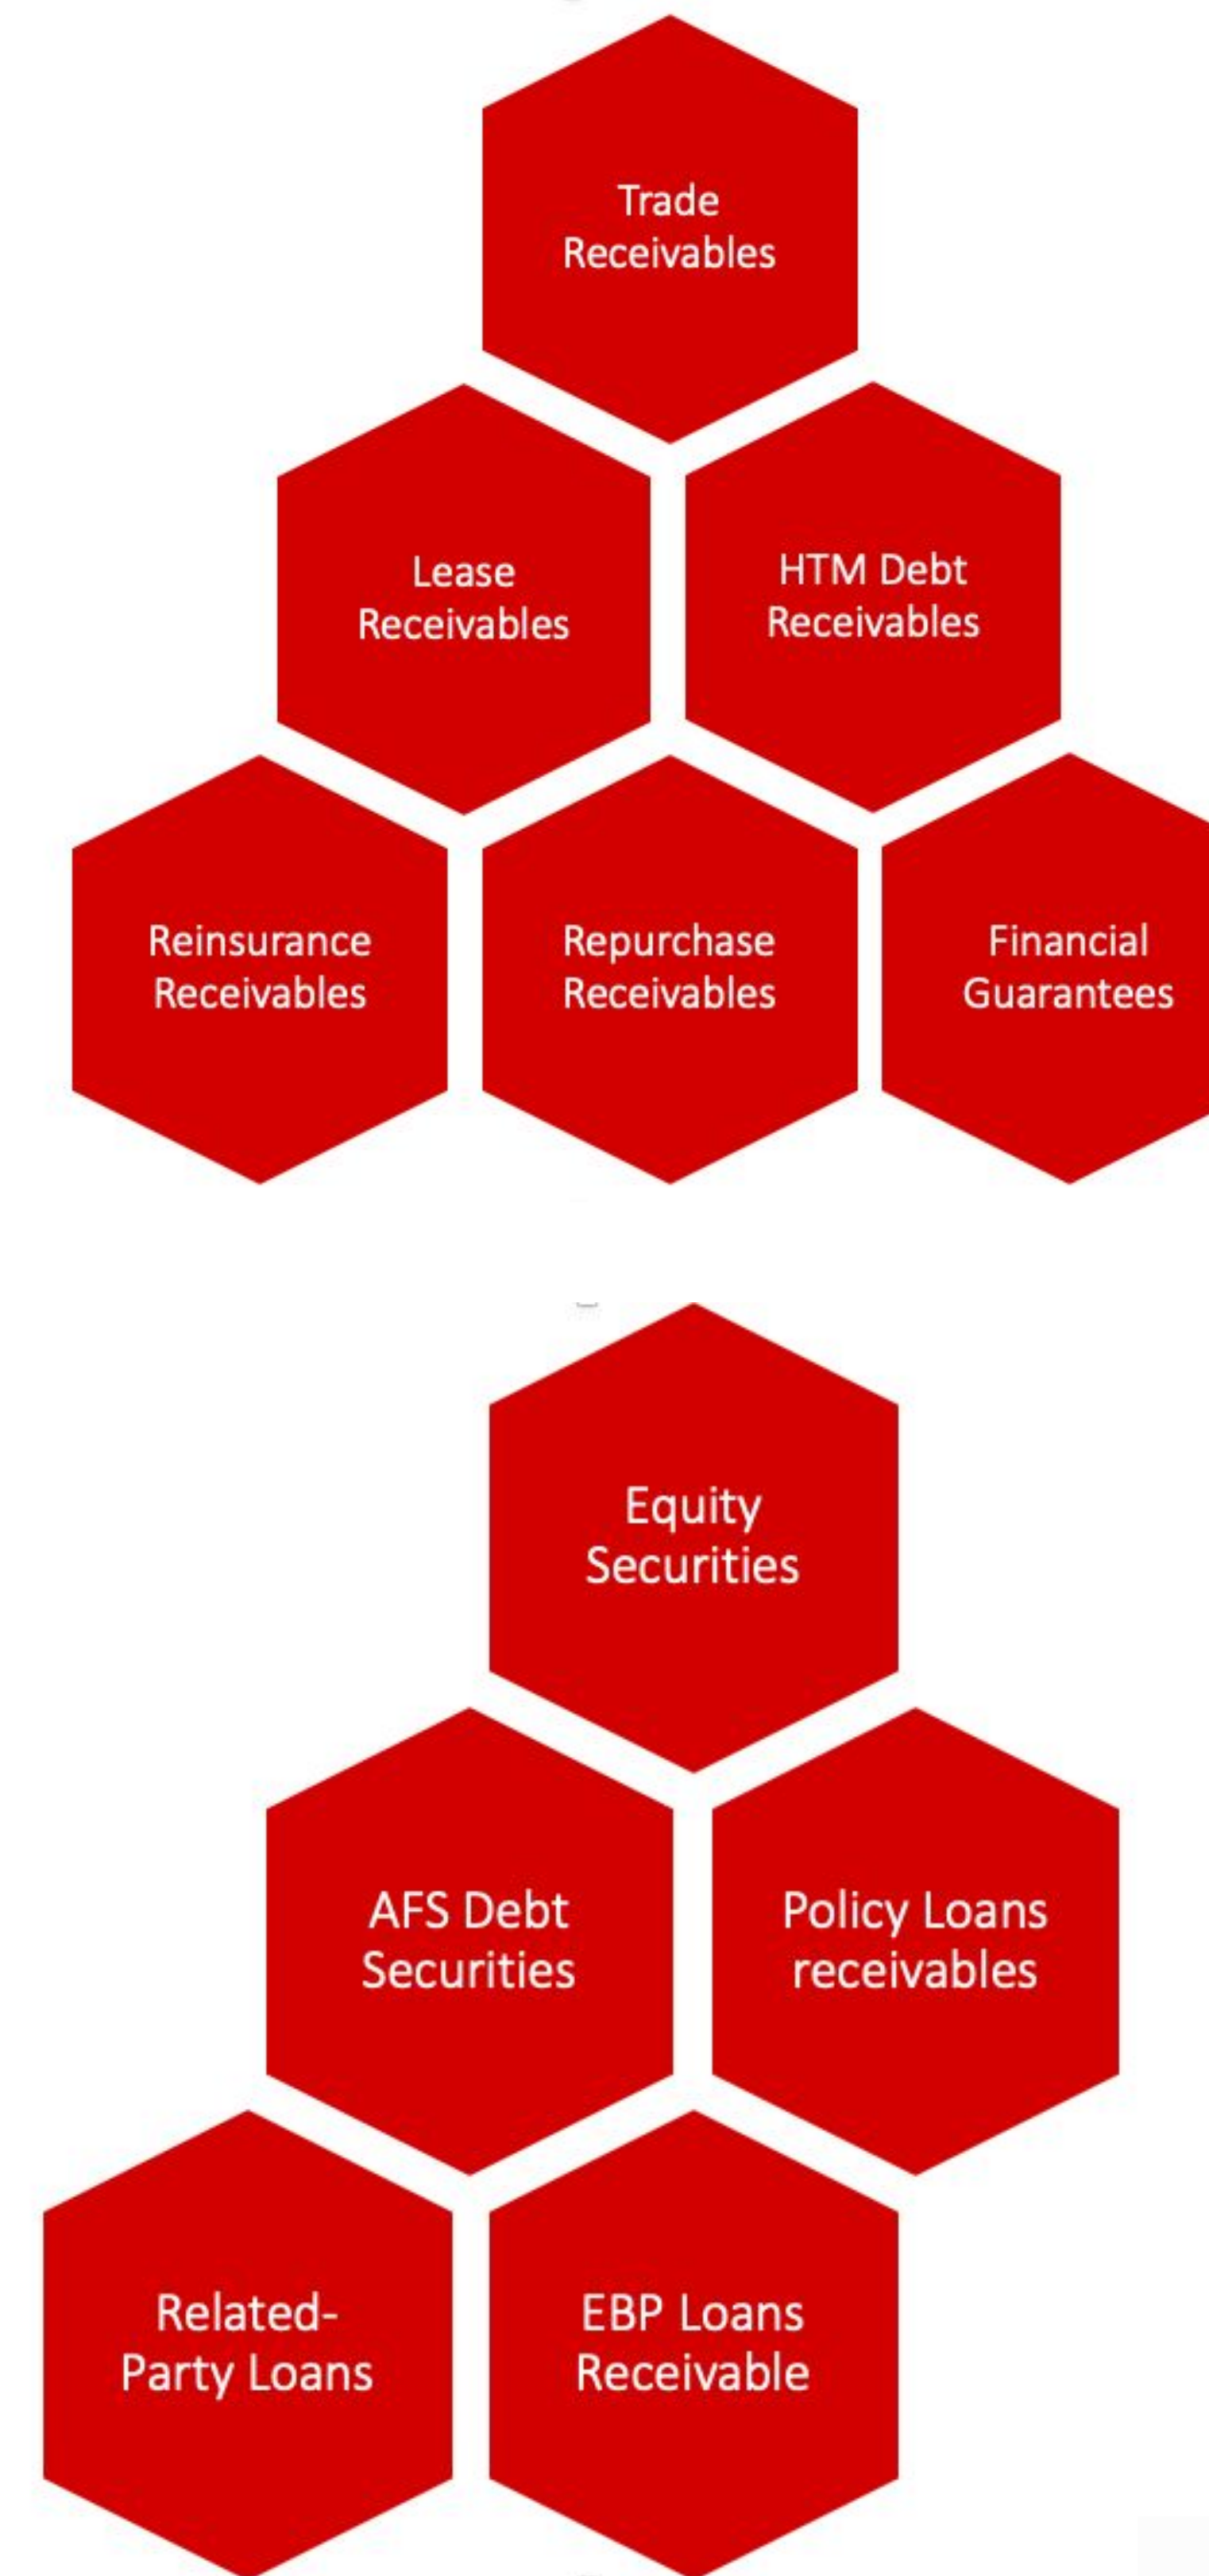 Trade
Receivables
Lease
Receivables
HTM Debt
Receivables
Reinsurance
Receivables
Repurchase
Receivables
Financial
Guarantees
Equity
Securities
AFS Debt
Securities
Policy Loans
receivables
Related-
Party Loans
EBP Loans
Receivable